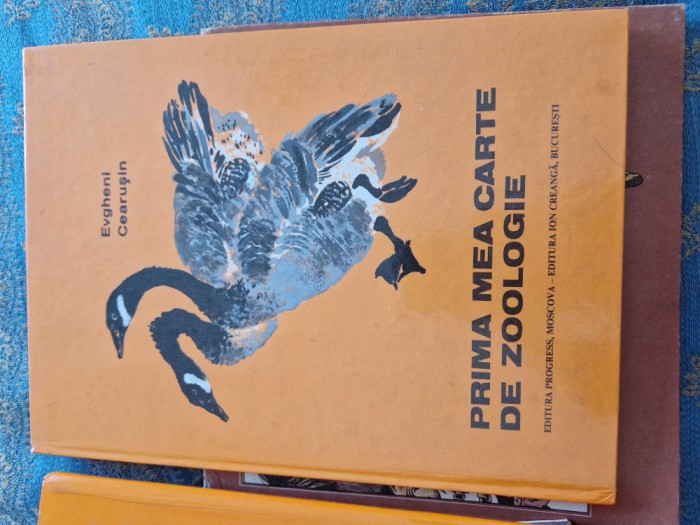 Evgheni
Cearușin
PRIMA MEA CARTE
DE ZOOLOGIE
EDITURA PROGRESS, MOSCOVA – EDITURA ION CREANGĂ, BUCUREȘTI